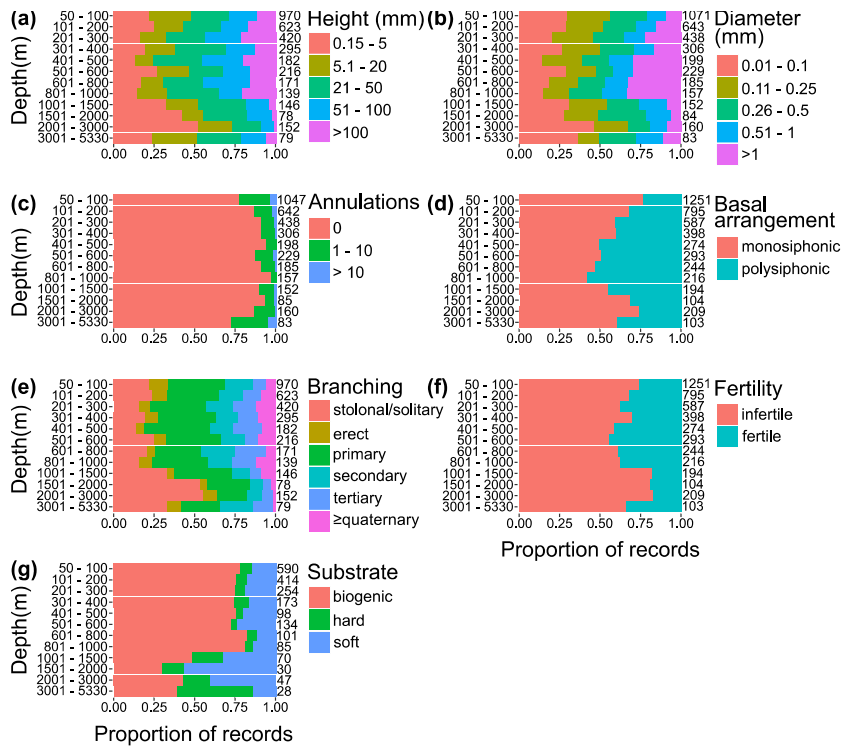 (a)
Depth(m)
50 - 100 970
101 - 200 623
201 - 300 420
301 - 400 295
401 - 500 182
501 - 600 216
601 - 800 171
801 - 1000 139
1001 - 1500 146
1501 - 2000 78
2001 - 3000 152
3001 - 5330 79
0.00 0.25 0.50 0.75 1.00
Height (mm)
0.15 - 5
5.1 - 20
21 - 50
51 - 100
>100
(b)
Depth(m)
50 - 100 1071
101 - 200 643
201 - 300 438
301 - 400 306
401 - 500 199
501 - 600 229
601 - 800 185
801 - 1000 157
1001 - 1500 152
1501 - 2000 84
2001 - 3000 160
3001 - 5330 83
0.00 0.25 0.50 0.75 1.00
Diameter
(mm)
0.01 - 0.1
0.11 - 0.25
0.26 - 0.5
0.51 - 1
>1
(c)
Depth(m)
50 - 100 1047
101 - 200 642
201 - 300 438
301 - 400 306
401 - 500 198
501 - 600 229
601 - 800 185
801 - 1000 157
1001 - 1500 152
1501 - 2000 85
2001 - 3000 160
3001 - 5330 83
0.00 0.25 0.50 0.75 1.00
Annulations
0
1 - 10
> 10
(d)
Depth(m)
50 - 100 1251
101 - 200 795
201 - 300 587
301 - 400 398
401 - 500 274
501 - 600 293
601 - 800 244
801 - 1000 216
1001 - 1500 194
1501 - 2000 104
2001 - 3000 209
3001 - 5330 103
0.00 0.25 0.50 0.75 1.00
Basal
arrangement
monosiphonic
polysiphonic
(e)
Depth(m)
50 - 100 970
101 - 200 623
201 - 300 420
301 - 400 295
401 - 500 182
501 - 600 216
601 - 800 171
801 - 1000 139
1001 - 1500 146
1501 - 2000 78
2001 - 3000 152
3001 - 5330 79
0.00 0.25 0.50 0.75 1.00
Branching
stolonal/solitary
erect
primary
secondary
tertiary
≥quaternary
(f)
Depth(m)
50 - 100 1251
101 - 200 795
201 - 300 587
301 - 400 398
401 - 500 274
501 - 600 293
601 - 800 244
801 - 1000 216
1001 - 1500 194
1501 - 2000 104
2001 - 3000 209
3001 - 5330 103
0.00 0.25 0.50 0.75 1.00
Proportion of records
Fertility
infertile
fertile
(g)
Depth(m)
50 - 100 590
101 - 200 414
201 - 300 254
301 - 400 173
401 - 500 98
501 - 600 134
601 - 800 101
801 - 1000 85
1001 - 1500 70
1501 - 2000 30
2001 - 3000 47
3001 - 5330 28
0.00 0.25 0.50 0.75 1.00
Proportion of records
Substrate
biogenic
hard
soft